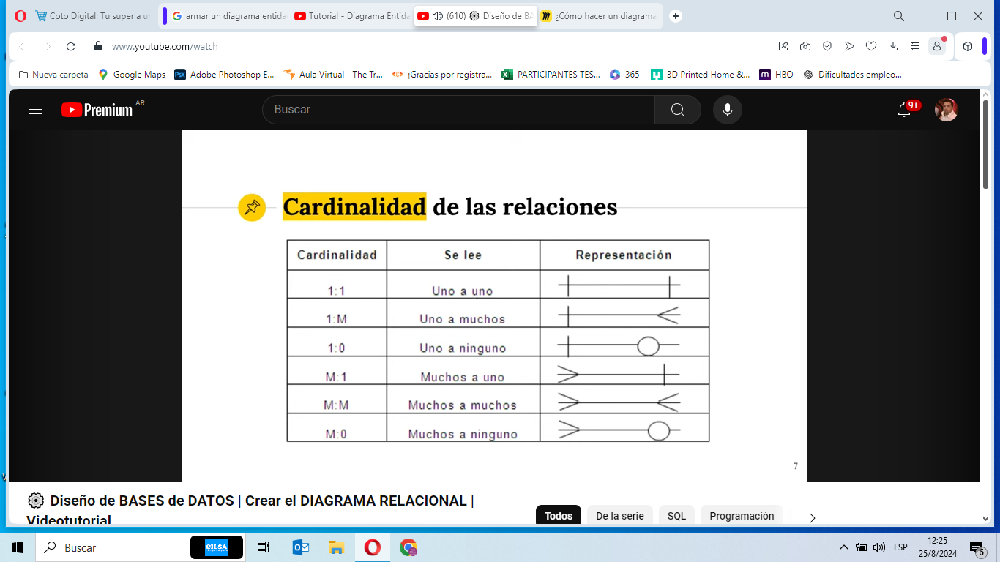 Coto Digital: Tu super a un
armar un diagrama entida
Tutorial - Diagrama Entida
(610) Diseño de BA
¿Cómo hacer un diagrama
www.youtube.com/watch
Nueva carpeta
Google Maps
Adobe Photoshop E...
Aula Virtual - The Tr...
¡Gracias por registra...
PARTICIPANTES TES...
365
3D Printed Home &...
HBO
Dificultades empleo...
Premium AR
Buscar
9+
Cardinalidad de las relaciones
Cardinalidad Se lee Representación
1:1 Uno a uno
1:M Uno a muchos
1:0 Uno a ninguno
M:1 Muchos a uno
M:M Muchos a muchos
M:0 Muchos a ninguno
7
Diseño de BASES de DATOS | Crear el DIAGRAMA RELACIONAL |
Videotutorial
Todos
De la serie
SQL
Programación
Buscar
CILSA
ESP
12:25
25/8/2024
6